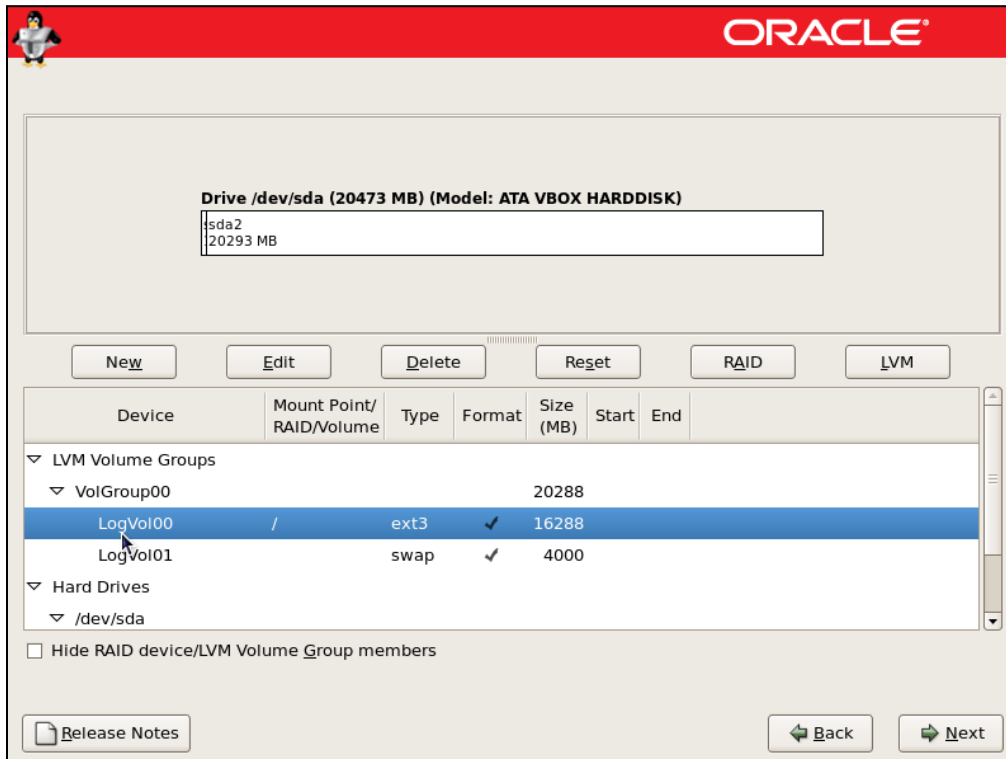 ORACLE®
Drive /dev/sda (20473 MB) (Model: ATA VBOX HARDDISK)
sda2
20293 MB
New Edit Delete Reset RAID LVM
Device Mount Point/ RAID/Volume Type Format Size (MB) Start End
LVM Volume Groups
VolGroup00 20288
LogVol00 / ext3 16288
LogVol01 swap 4000
Hard Drives
/dev/sda
Hide RAID device/LVM Volume Group members
Release Notes Back Next